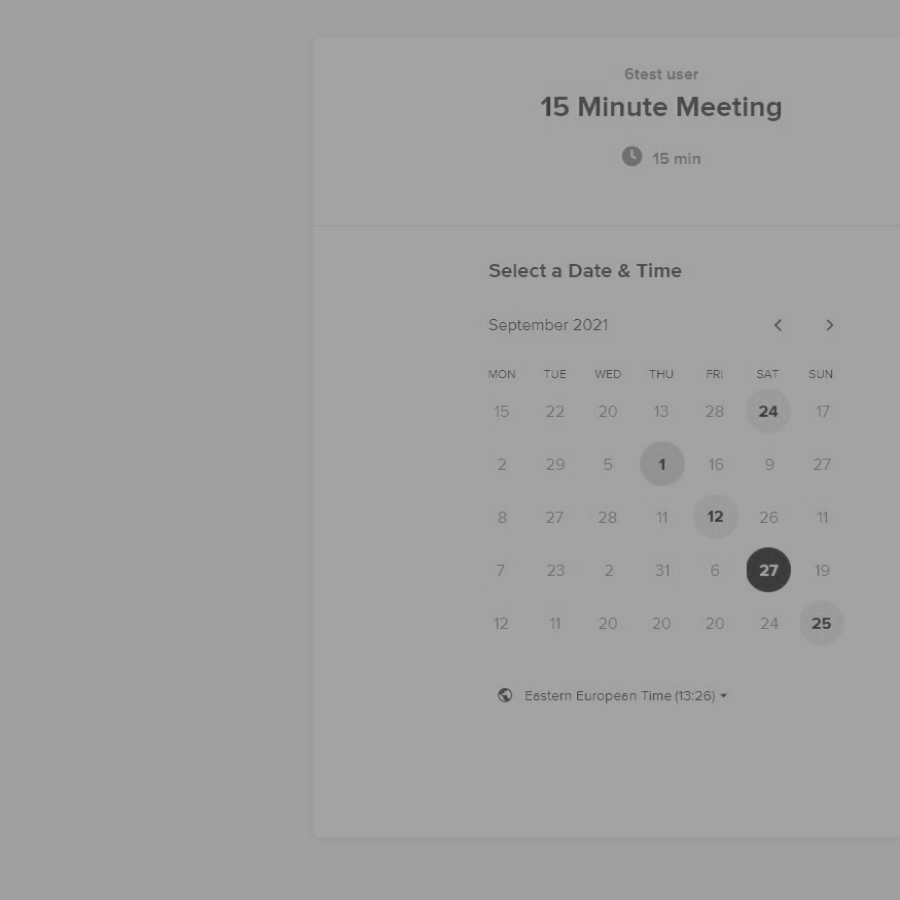 6test user
15 Minute Meeting
15 min
Select a Date & Time
September 2021
MON TUE WED THU FRI SAT SUN
15 22 20 13 28 24 17
2 29 5 1 16 9 27
8 27 28 11 12 26 11
7 23 2 31 6 27 19
12 11 20 20 20 24 25
Eastern European Time (13:26)